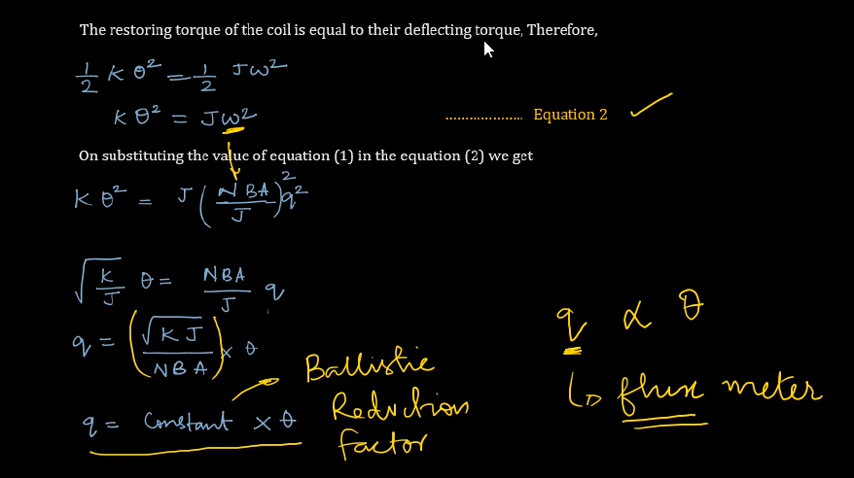 The restoring torque of the coil is equal to their deflecting torque, Therefore,
1/2 K θ² = 1/2 Jω²
K θ² = Jω² .................... Equation 2 ✓
On substituting the value of equation (1) in the equation (2) we get
K θ² = J (NBA/J)² q²
√(K/J) θ = NBA/J q
q = (√KJ/NBA) × θ
q = Constant × θ
Ballistic
Reduction
factor
q ∝ θ
↳ flux meter